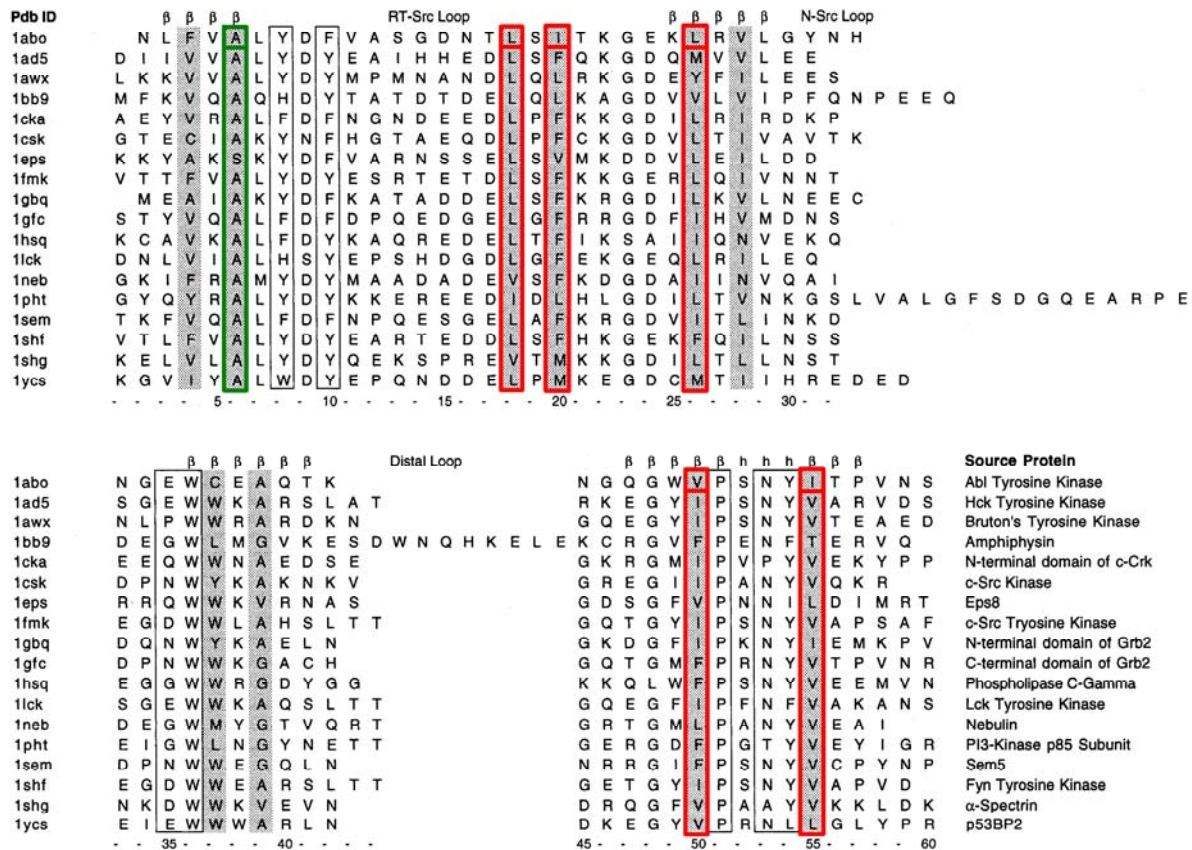 Pdb ID β β β β RT-Src Loop β β β β β N-Src Loop
1abo N L F V A L Y D F V A S G D N T L S I T K G E K L R V L G Y N H
1ad5 D I I V V A L Y D Y E A I H H E D L S F Q K G D Q M V V L E E
1awx L K K V V A L Y D Y M P M N A N D L Q L R K G D E Y F I L E E S
1bb9 M F K V Q A Q H D Y T A T D T D E L Q L K A G D V V L V I P F Q N P E E Q
1cka A E Y V R A L F D F N G N D E E D L P F K K G D I L R I R D K P
1csk G T E C I A K Y N F H G T A E Q D L P F C K G D V L T I V A V T K
1eps K K Y A K S K Y D F V A R N S S E L S V M K D D V L E I L D D
1fmk V T T F V A L Y D Y E S R T E T D L S F K K G E R L Q I V N N T
1gbq M E A I A K Y D F K A T A D D E L S F K R G D I L K V L N E E C
1gfc S T Y V Q A L F D F D P Q E D G E L G F R R G D F I H V M D N S
1hsq K C A V K A L F D Y K A Q R E D E L T F I K S A I I Q N V E K Q
1lck D N L V I A L H S Y E P S H D G D L G F E K G E Q L R I L E Q
1neb G K I F R A M Y D Y M A A D A D E V S F K D G D A I I N V Q A I
1pht G Y Q Y R A L Y D Y K K E R E E D I D L H L G D I L T V N K G S L V A L G F S D G Q E A R P E
1sem T K F V Q A L F D F N P Q E S G E L A F K R G D V I T L I N K D
1shf V T L F V A L Y D Y E A R T E D D L S F H K G E K F Q I L N S S
1shg K E L V L A L Y D Y Q E K S P R E V T M K K G D I L T L L N S T
1ycs K G V I Y A L W D Y E P Q N D D E L P M K E G D C M T I I H R E D E D
- - - - 5 - - - - 10 - - - - 15 - - - - 20 - - - - 25 - - - - 30 - -
β β β β β β Distal Loop β β β β β h h h β β β Source Protein
1abo N G E W C E A Q T K N G Q G W V P S N Y I T P V N S Abl Tyrosine Kinase
1ad5 S G E W W K A R S L A T R K E G Y I P S N Y V A R V D S Hck Tyrosine Kinase
1awx N L P W W R A R D K N G Q E G Y I P S N Y V T E A E D Bruton's Tyrosine Kinase
1bb9 D E G W L M G V K E S D W N Q H K E L E K C R G V F P E N F T E R V Q Amphiphysin
1cka E E Q W W N A E D S E G K R G M I P V P Y V E K Y P P N-terminal domain of c-Crk
1csk D P N W Y K A K N K V G R E G I I P A N Y V Q K R c-Src Kinase
1eps R R Q W W K V R N A S G D S G F V P N N I L D I M R T Eps8
1fmk E G D W W L A H S L T T G Q T G Y I P S N Y V A P S A F c-Src Tryosine Kinase
1gbq D Q N W Y K A E L N G K D G F I P K N Y I E M K P V N-terminal domain of Grb2
1gfc D P N W W K G A C H G Q T G M F P R N Y V T P V N R C-terminal domain of Grb2
1hsq E G G W W R G D Y G G K K Q L W F P S N Y V E E M V N Phospholipase C-Gamma
1lck S G E W W K A Q S L T T G Q E G F I P F N F V A K A N S Lck Tyrosine Kinase
1neb D E G W M Y G T V Q R T G R T G M L P A N Y V E A I Nebulin
1pht E I G W L N G Y N E T T G E R G D F P G T Y V E Y I G R PI3-Kinase p85 Subunit
1sem D P N W W E G Q L N N R R G I F P S N Y V C P Y N P Sem5
1shf E G D W W E A R S L T T G E T G Y I P S N Y V A P V D Fyn Tyrosine Kinase
1shg N K D W W K V E V N D R Q G F V P A A Y V K K L D K α-Spectrin
1ycs E I E W W W A R L N D K E G Y V P R N L L G L Y P R p53BP2
- - 35 - - - - 40 - - - - 45 - - - - 50 - - - - 55 - - - - 60